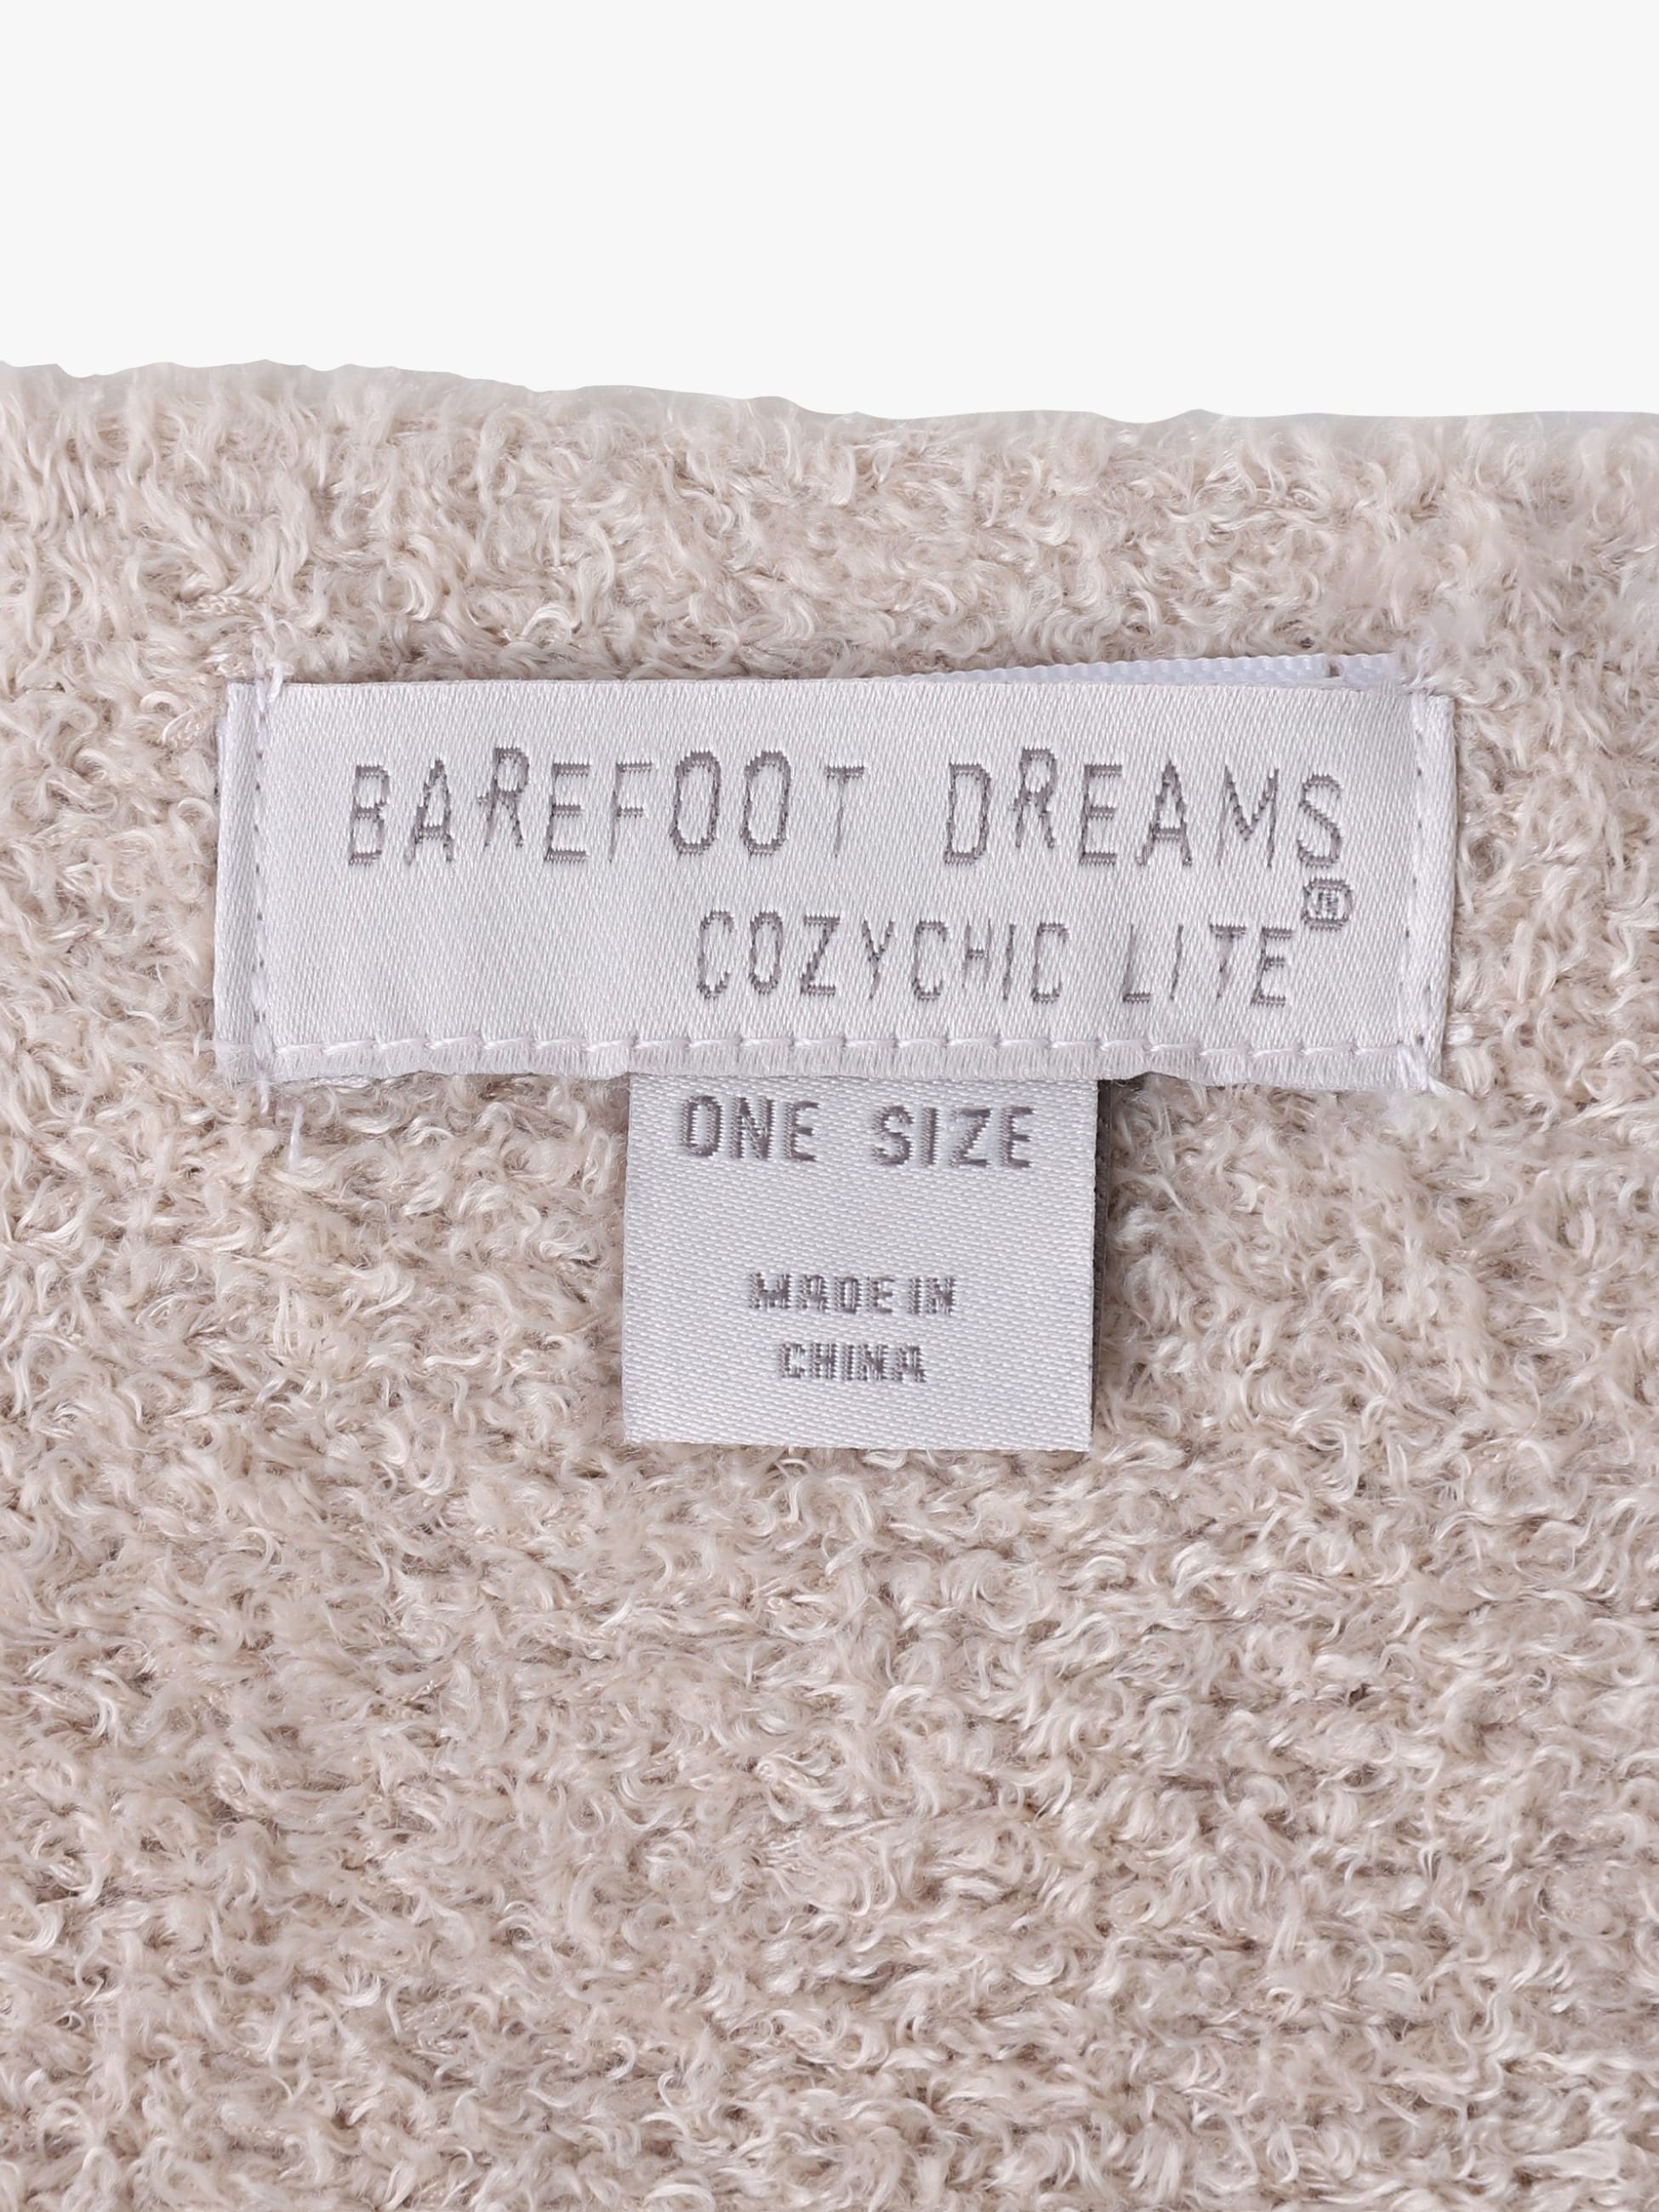 BAREFOOT DREAMS
COZYCHIC LITE®
ONE SIZE
MADE IN
CHINA